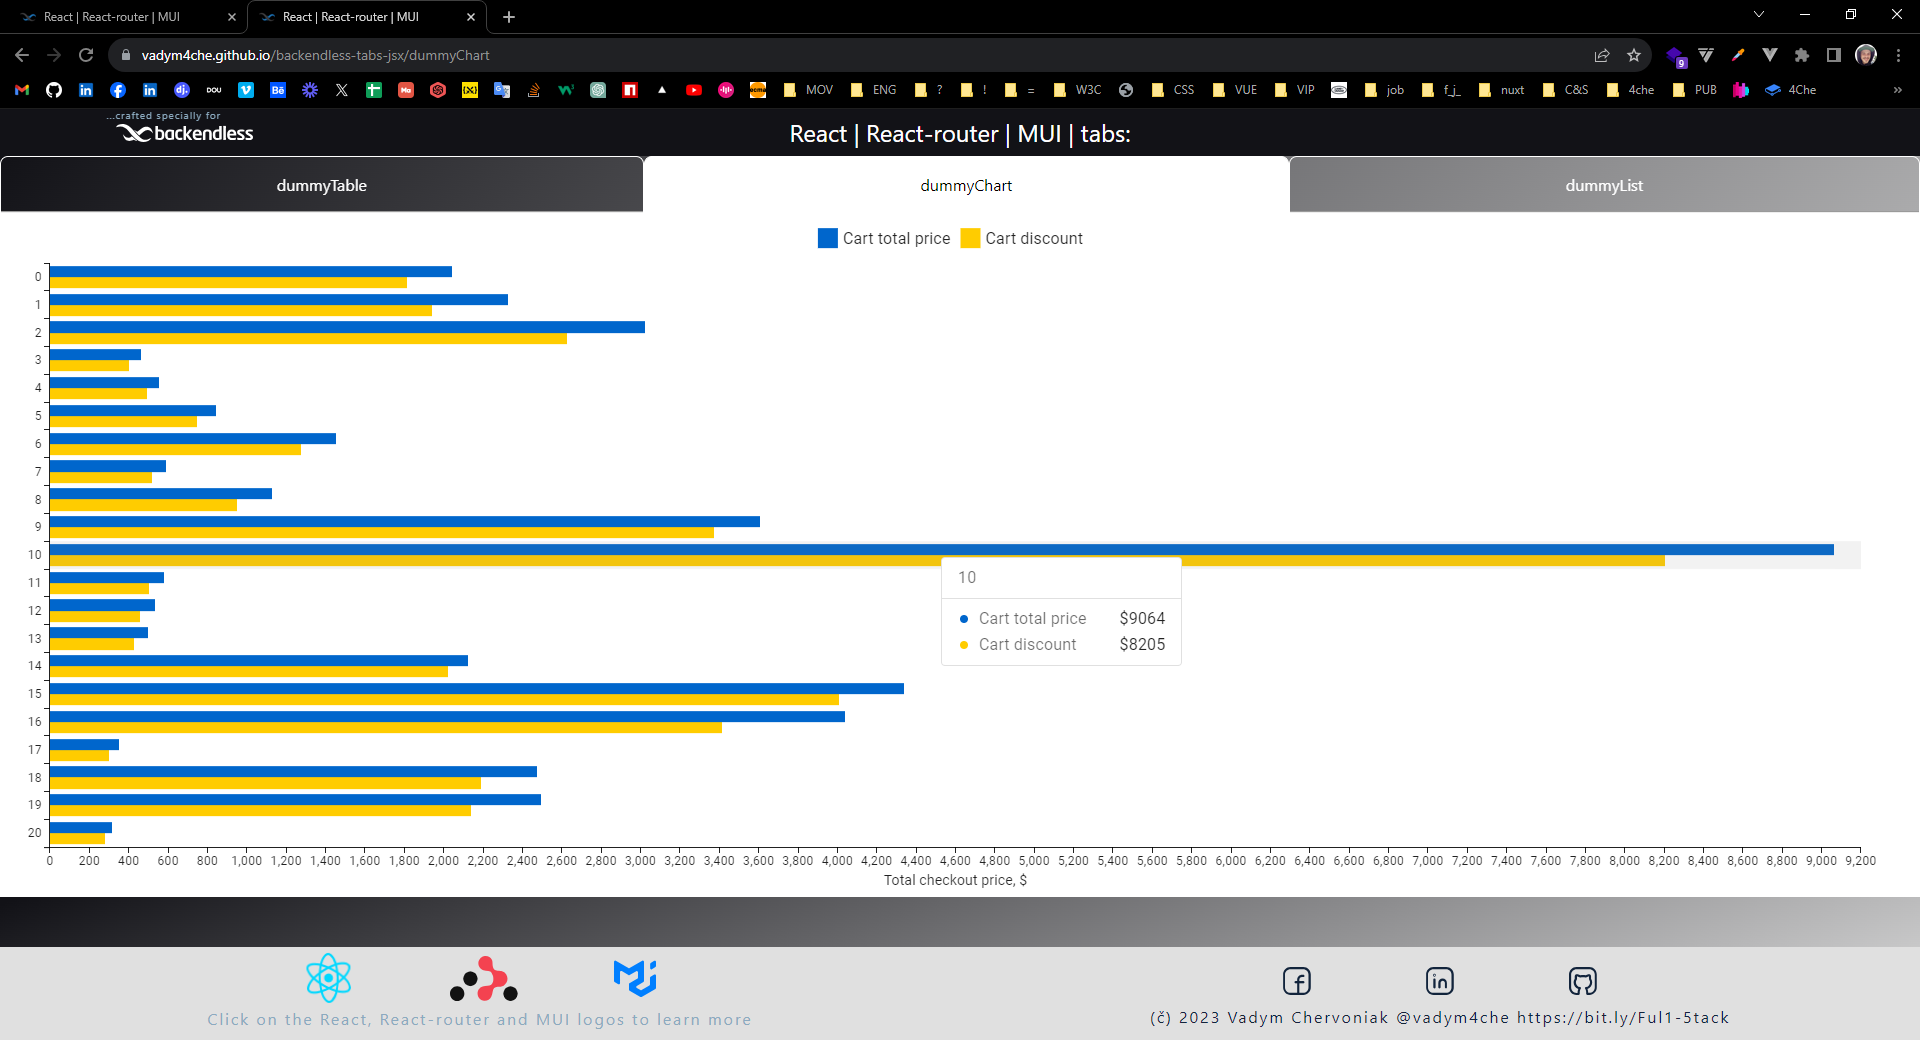 React | React-router | MUI
React | React-router | MUI
vadym4che.github.io/backendless-tabs-jsx/dummyChart
9
DOU
MOV ENG ? ! = W3C CSS VUE VIP job f_j_ nuxt C&S 4che PUB 4Che »
...crafted specially for
backendless
React | React-router | MUI | tabs:
dummyTable
dummyChart
dummyList
Cart total price Cart discount
0
1
2
3
4
5
6
7
8
9
10
11
12
13
14
15
16
17
18
19
20
10
Cart total price $9064
Cart discount $8205
0 200 400 600 800 1,000 1,200 1,400 1,600 1,800 2,000 2,200 2,400 2,600 2,800 3,000 3,200 3,400 3,600 3,800 4,000 4,200 4,400 4,600 4,800 5,000 5,200 5,400 5,600 5,800 6,000 6,200 6,400 6,600 6,800 7,000 7,200 7,400 7,600 7,800 8,000 8,200 8,400 8,600 8,800 9,000 9,200
Total checkout price, $
Click on the React, React-router and MUI logos to learn more
(č) 2023 Vadym Chervoniak @vadym4che https://bit.ly/Ful1-5tack